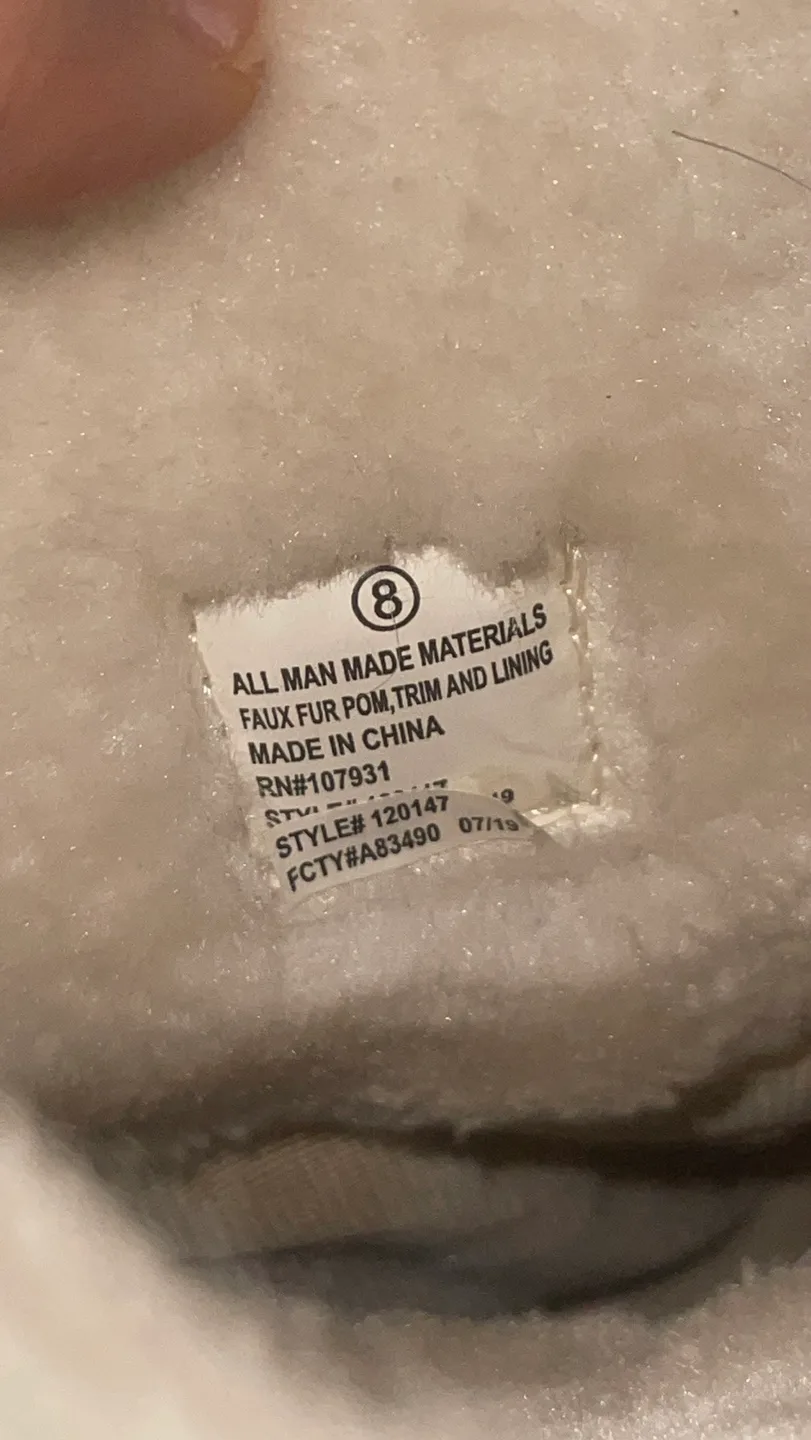 8
ALL MAN MADE MATERIALS
FAUX FUR POM,TRIM AND LINING
MADE IN CHINA
RN#107931
STYLE# 120147
FCTY#A83490 07/19